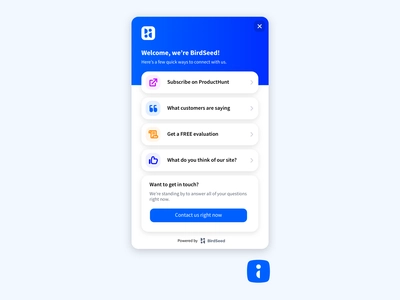 Welcome, we're BirdSeed!
Here's a few quick ways to connect with us.
Subscribe on ProductHunt
What customers are saying
Get a FREE evaluation
What do you think of our site?
Want to get in touch?
We're standing by to answer all of your questions
right now.
Contact us right now
Powered by BirdSeed